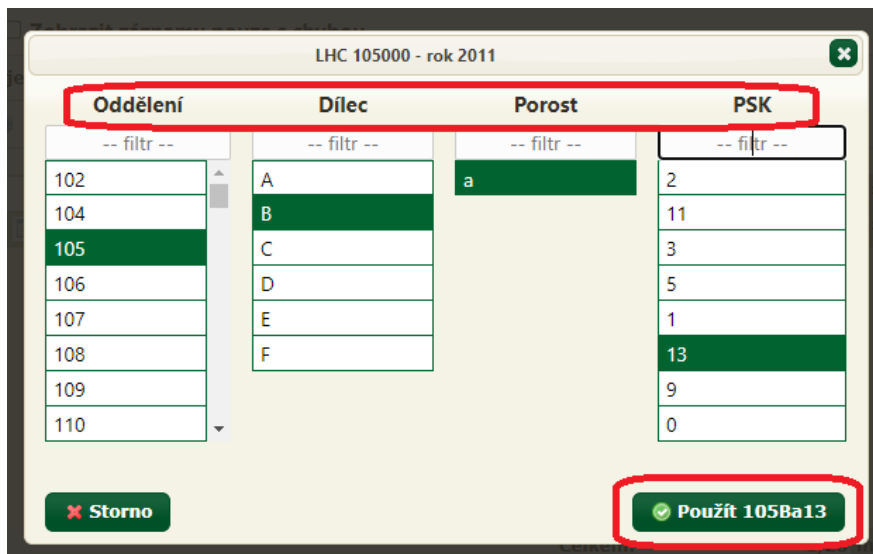 LHC 105000 - rok 2011
Oddělení Dílec Porost PSK
-- filtr -- -- filtr -- -- filtr -- -- filtr --
102 A a 2
104 B 11
105 C 3
106 D 5
107 E 1
108 F 13
109 9
110 0
Storno Použít 105Ba13